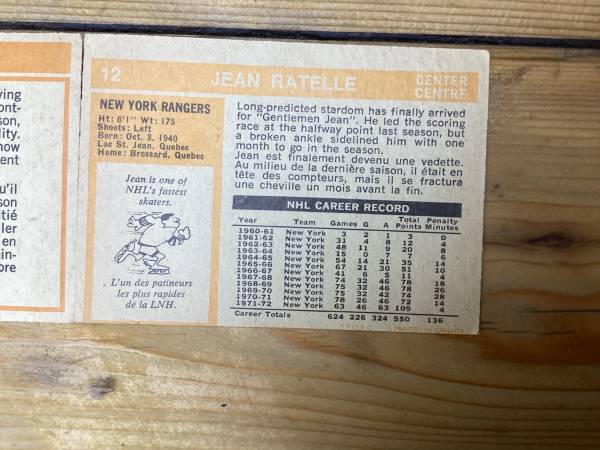 ying
ont-
son,
lity.
now
ent
u'il
son
itié
ller
en
in-
ore
12 JEAN RATELLE CENTER
CENTRE
NEW YORK RANGERS
Ht: 6'1" Wt: 175
Shoots: Left
Born: Oct. 3, 1940
Lac St. Jean, Quebec
Home: Brossard, Quebec
Jean is one of
NHL's fastest
skaters.
L'un des patineurs
les plus rapides
de la LNH.
Long-predicted stardom has finally arrived
for "Gentlemen Jean". He led the scoring
race at the halfway point last season, but
a broken ankle sidelined him with one
month to go in the season.
Jean est finalement devenu une vedette.
Au milieu de la dernière saison, il était en
tête des compteurs, mais il se fractura
une cheville un mois avant la fin.
NHL CAREER RECORD
Total Penalty
Year Team Games G A Points Minutes
1960-61 New York 3 2 1 3 0
1961-62 New York 31 4 8 12 4
1962-63 New York 48 11 9 20 8
1963-64 New York 15 0 7 7 6
1964-65 New York 54 14 21 35 14
1965-66 New York 67 21 30 51 10
1966-67 New York 41 6 5 11 4
1967-68 New York 74 32 46 78 18
1968-69 New York 75 32 46 78 26
1969-70 New York 75 32 42 74 28
1970-71 New York 78 26 46 72 14
1971-72 New York 63 46 63 109 4
Career Totals 624 226 324 550 136
PRINTED IN CANADA